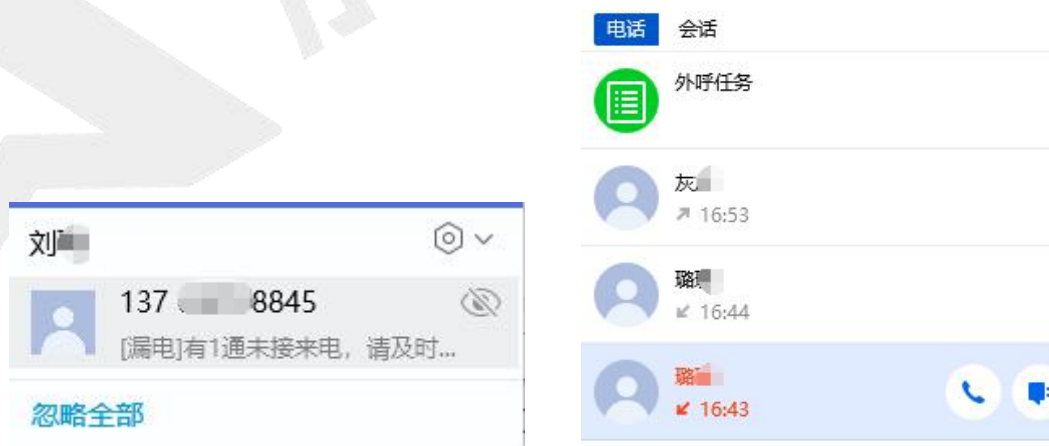 刘
137 8845
[漏电]有1通未接来电，请及时...
忽略全部
电话 会话
外呼任务
灰
16:53
璐
16:44
璐
16:43